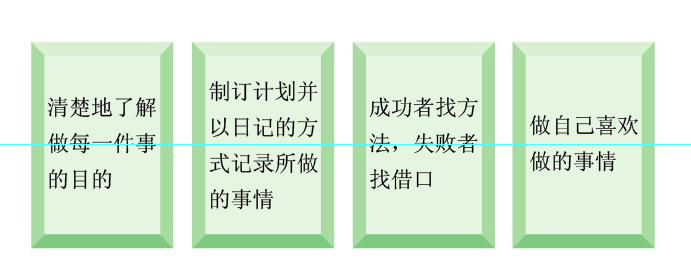 清楚地了解
做每一件事
的目的
制订计划并
以日记的方
式记录所做
的事情
成功者找方
法，失败者
找借口
做自己喜欢
做的事情